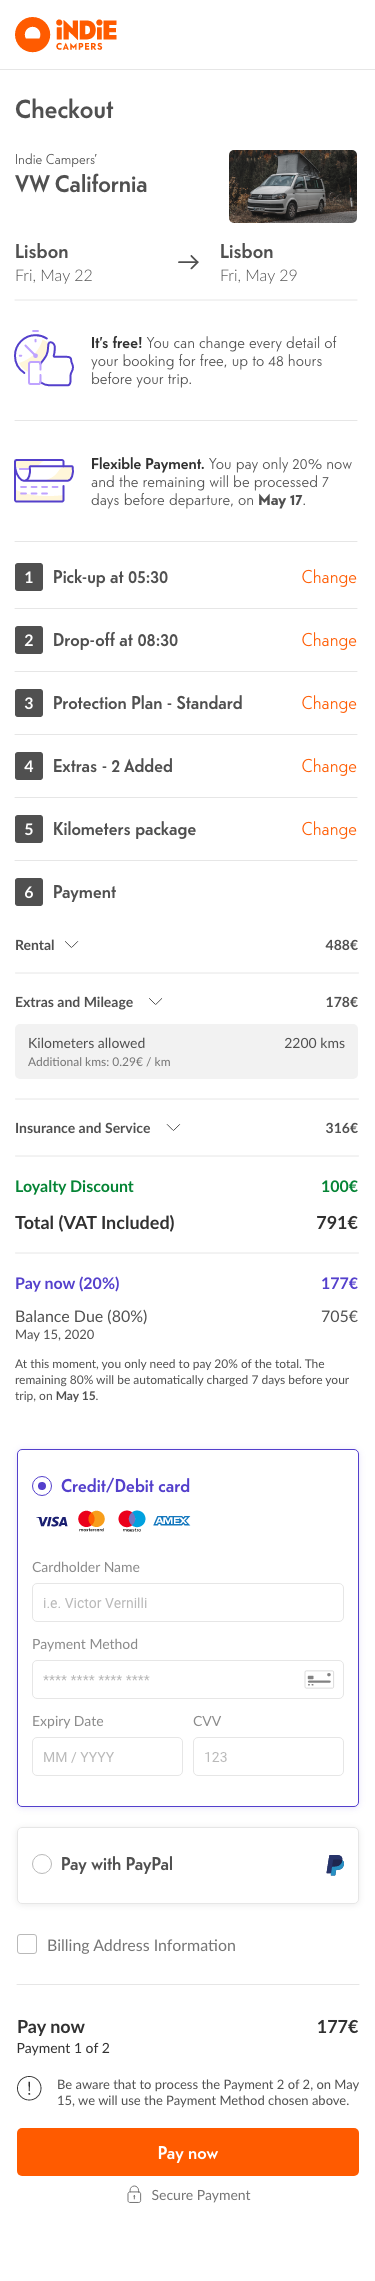 iNDiE
CAMPERS
Checkout
Indie Campers'
VW California
Lisbon
Fri, May 22
Lisbon
Fri, May 29
It's free! You can change every detail of
your booking for free, up to 48 hours
before your trip.
Flexible Payment. You pay only 20% now
and the remaining will be processed 7
days before departure, on May 17.
1 Pick-up at 05:30 Change
2 Drop-off at 08:30 Change
3 Protection Plan - Standard Change
4 Extras - 2 Added Change
5 Kilometers package Change
6 Payment
Rental 488€
Extras and Mileage 178€
Kilometers allowed 2200 kms
Additional kms: 0.29€ / km
Insurance and Service 316€
Loyalty Discount 100€
Total (VAT Included) 791€
Pay now (20%) 177€
Balance Due (80%) 705€
May 15, 2020
At this moment, you only need to pay 20% of the total. The
remaining 80% will be automatically charged 7 days before your
trip, on May 15.
Credit/Debit card
VISA mastercard maestro AMEX
Cardholder Name
i.e. Victor Vernilli
Payment Method
**** **** **** ****
Expiry Date CVV
MM / YYYY 123
Pay with PayPal
Billing Address Information
Pay now 177€
Payment 1 of 2
Be aware that to process the Payment 2 of 2, on May
15, we will use the Payment Method chosen above.
Pay now
Secure Payment